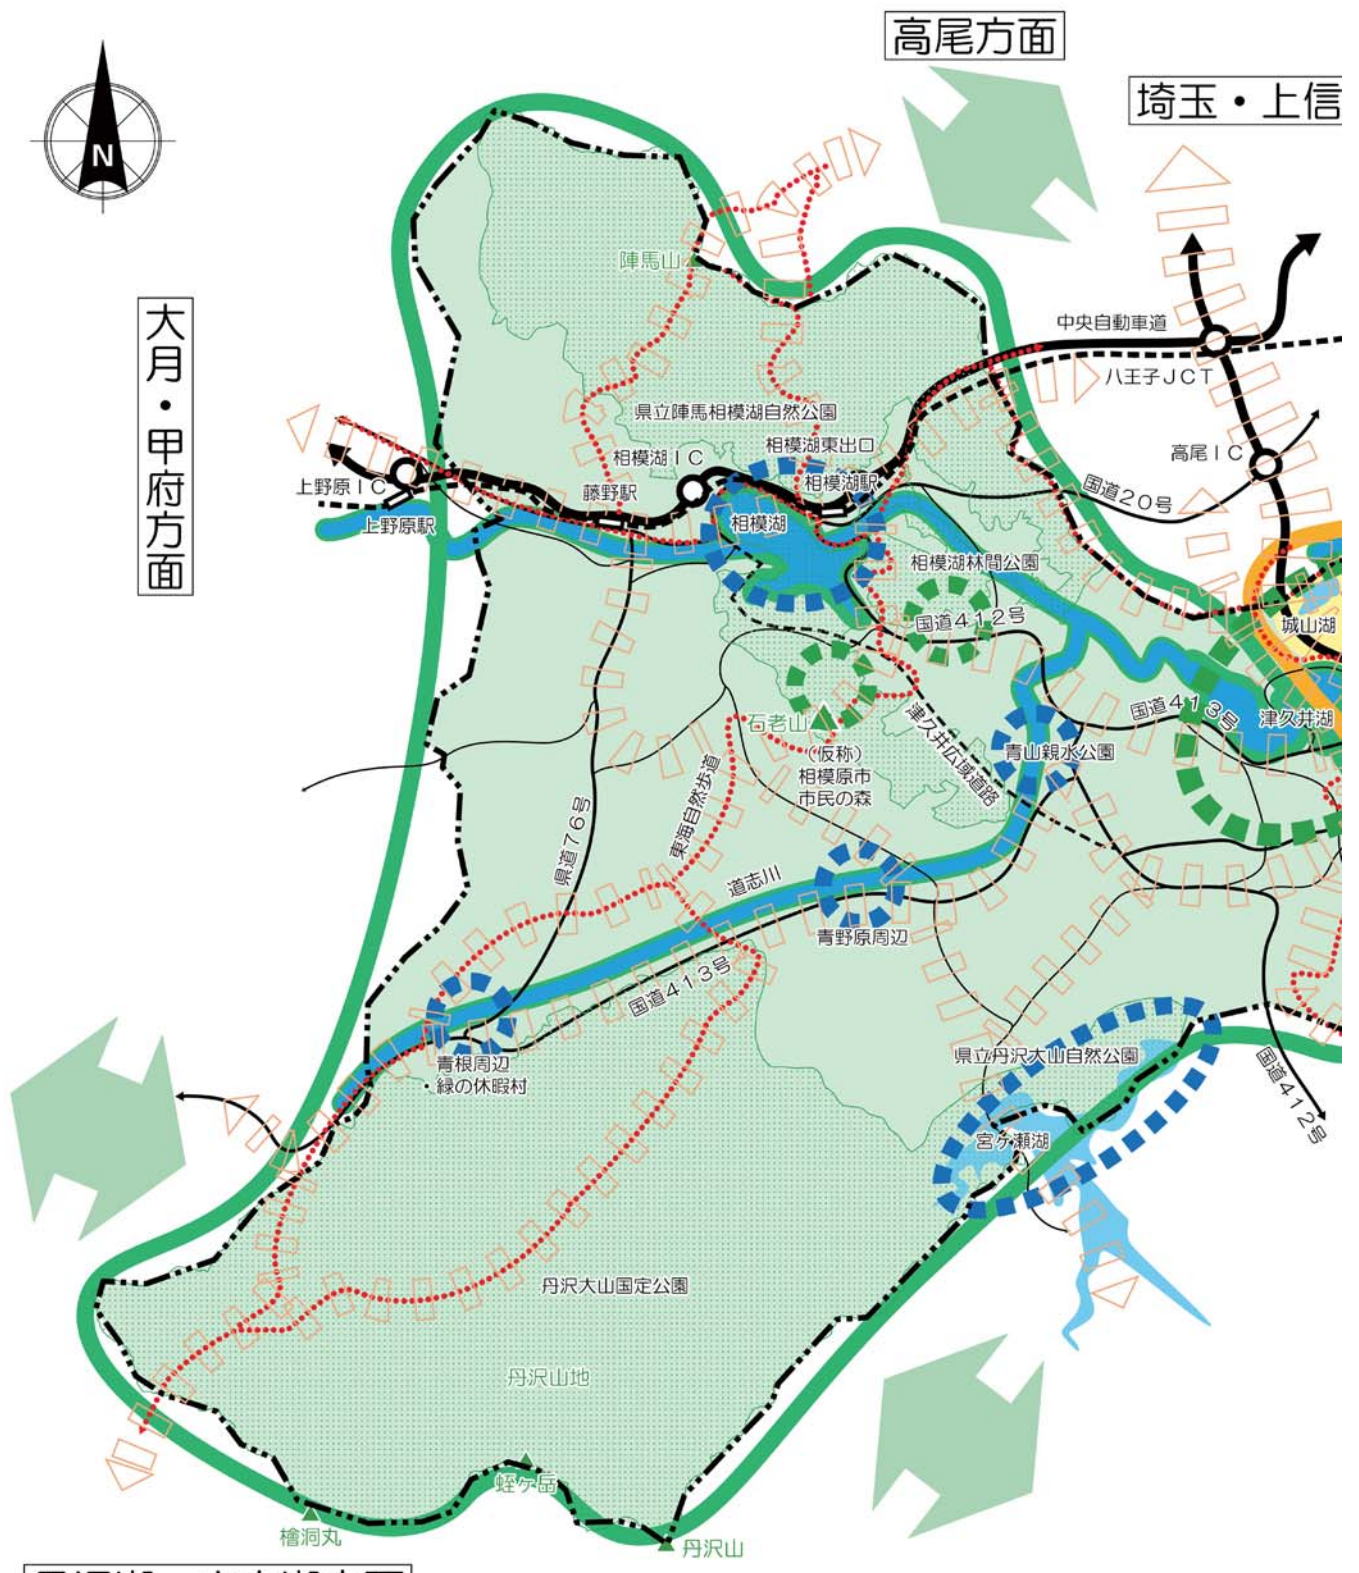 高尾方面
埼玉・上信
N
陣馬山
大月・甲府方面
中央自動車道
八王子JCT
県立陣馬相模湖自然公園
相模湖東出口
相模湖IC
相模湖駅
高尾IC
上野原IC
藤野駅
国道20号
上野原駅
相模湖
相模湖林間公園
国道412号
城山湖
石老山
津久井広域道路
国道413号
津久井湖
(仮称)
相模原市
市民の森
青山親水公園
東海自然歩道
県道76号
道志川
青野原周辺
国道413号
青根周辺
・緑の休暇村
県立丹沢大山自然公園
国道412号
宮ヶ瀬湖
丹沢大山国定公園
丹沢山地
蛭ヶ岳
檜洞丸
丹沢山